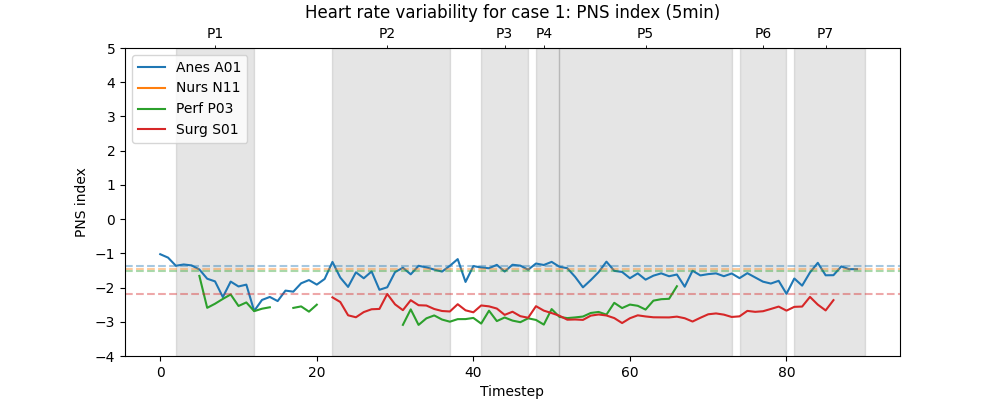 Heart rate variability for case 1: PNS index (5min)
P1 P2 P3 P4 P5 P6 P7
Anes A01
Nurs N11
Perf P03
Surg S01
5
4
3
2
1
0
−1
−2
−3
−4
PNS index
0 20 40 60 80
Timestep